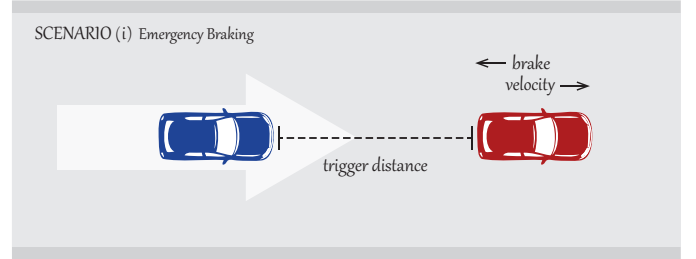 SCENARIO (i) Emergency Braking
brake
velocity
trigger distance